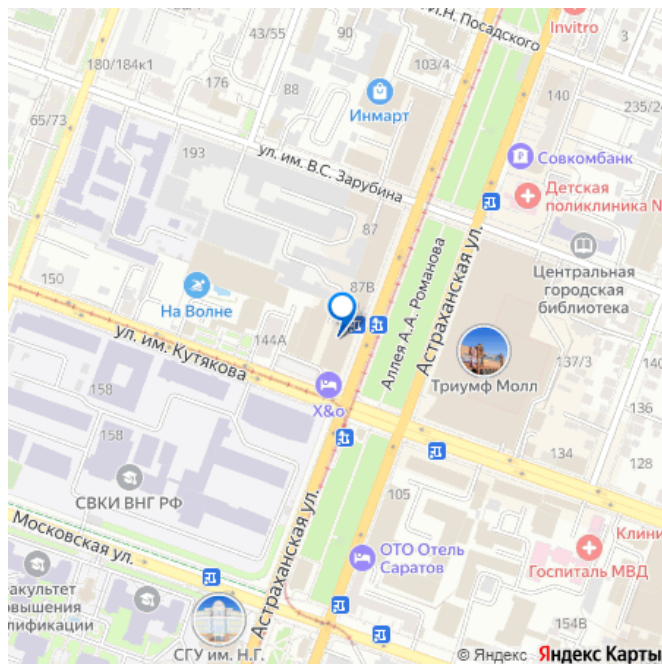 И.Н. Посадского
Invitro
43/55
90
3
180/184к1
103/4
176
88
140
235/2
Инмарт
65/73
Совкомбанк
193
ул. им. В.С. Зарубина
Детская
поликлиника №
87
Центральная
городская
библиотека
150
87В
На Волне
Аллея А.А. Романова
Астраханская ул.
144А
ул. им. Кутякова
137/3
Триумф Молл
158
X&o
158
134
128
СВКИ ВНГ РФ
105
Московская ул.
Астраханская ул.
Клини
ОТО Отель
Саратов
Госпиталь МВД
акультет
овышения
лификации
154В
СГУ им. Н.Г.
© Яндекс Яндекс Карты